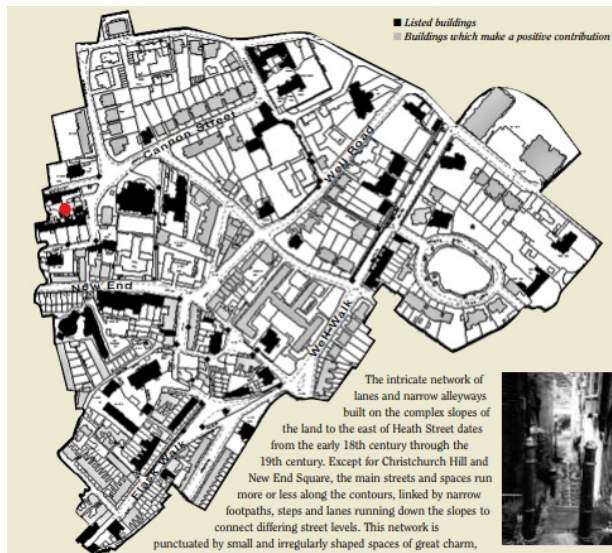 Listed buildings
Buildings which make a positive contribution
Cannon Street
Well Road
New End
Well Walk
Flask Walk
The intricate network of
lanes and narrow alleyways
built on the complex slopes of
the land to the east of Heath Street dates
from the early 18th century through the
19th century. Except for Christchurch Hill and
New End Square, the main streets and spaces run
more or less along the contours, linked by narrow
footpaths, steps and lanes running down the slopes to
connect differing street levels. This network is
punctuated by small and irregularly shaped spaces of great charm,